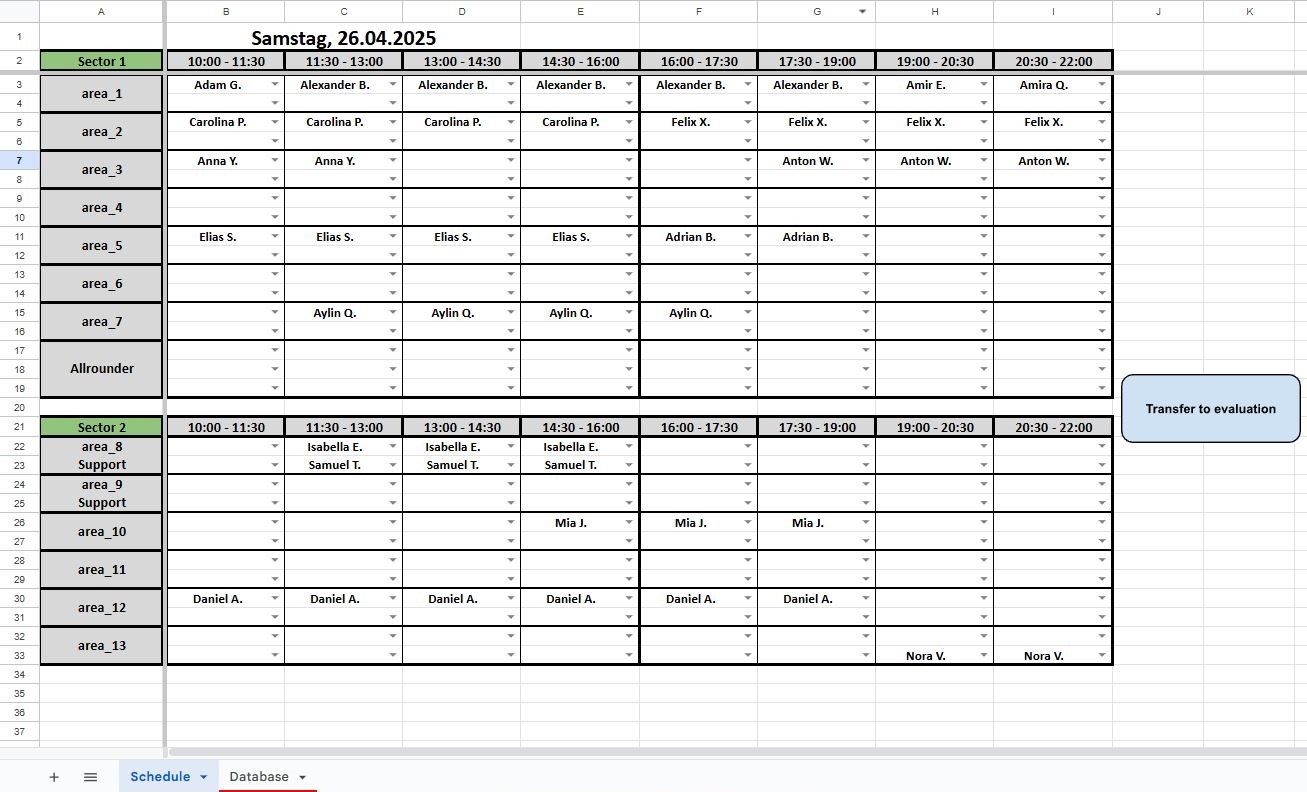 A B C D E F G H I J K
1 Samstag, 26.04.2025
2 Sector 1 10:00 - 11:30 11:30 - 13:00 13:00 - 14:30 14:30 - 16:00 16:00 - 17:30 17:30 - 19:00 19:00 - 20:30 20:30 - 22:00
3 Adam G. Alexander B. Alexander B. Alexander B. Alexander B. Alexander B. Amir E. Amira Q.
area_1
4
5 Carolina P. Carolina P. Carolina P. Carolina P. Felix X. Felix X. Felix X. Felix X.
area_2
6
7 Anna Y. Anna Y. Anton W. Anton W. Anton W.
area_3
8
9
area_4
10
11 Elias S. Elias S. Elias S. Elias S. Adrian B. Adrian B.
area_5
12
13
area_6
14
15 Aylin Q. Aylin Q. Aylin Q. Aylin Q.
area_7
16
17
18 Allrounder
19
Transfer to evaluation
20
21 Sector 2 10:00 - 11:30 11:30 - 13:00 13:00 - 14:30 14:30 - 16:00 16:00 - 17:30 17:30 - 19:00 19:00 - 20:30 20:30 - 22:00
22 area_8 Isabella E. Isabella E. Isabella E.
23 Support Samuel T. Samuel T. Samuel T.
24 area_9
25 Support
26 Mia J. Mia J. Mia J.
area_10
27
28
area_11
29
30 Daniel A. Daniel A. Daniel A. Daniel A. Daniel A. Daniel A.
area_12
31
32
area_13
33 Nora V. Nora V.
34
35
36
37
+ Schedule Database